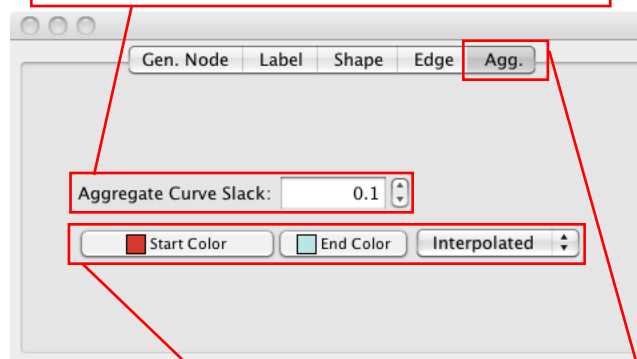 Gen. Node Label Shape Edge Agg.
Aggregate Curve Slack: 0.1
Start Color End Color Interpolated